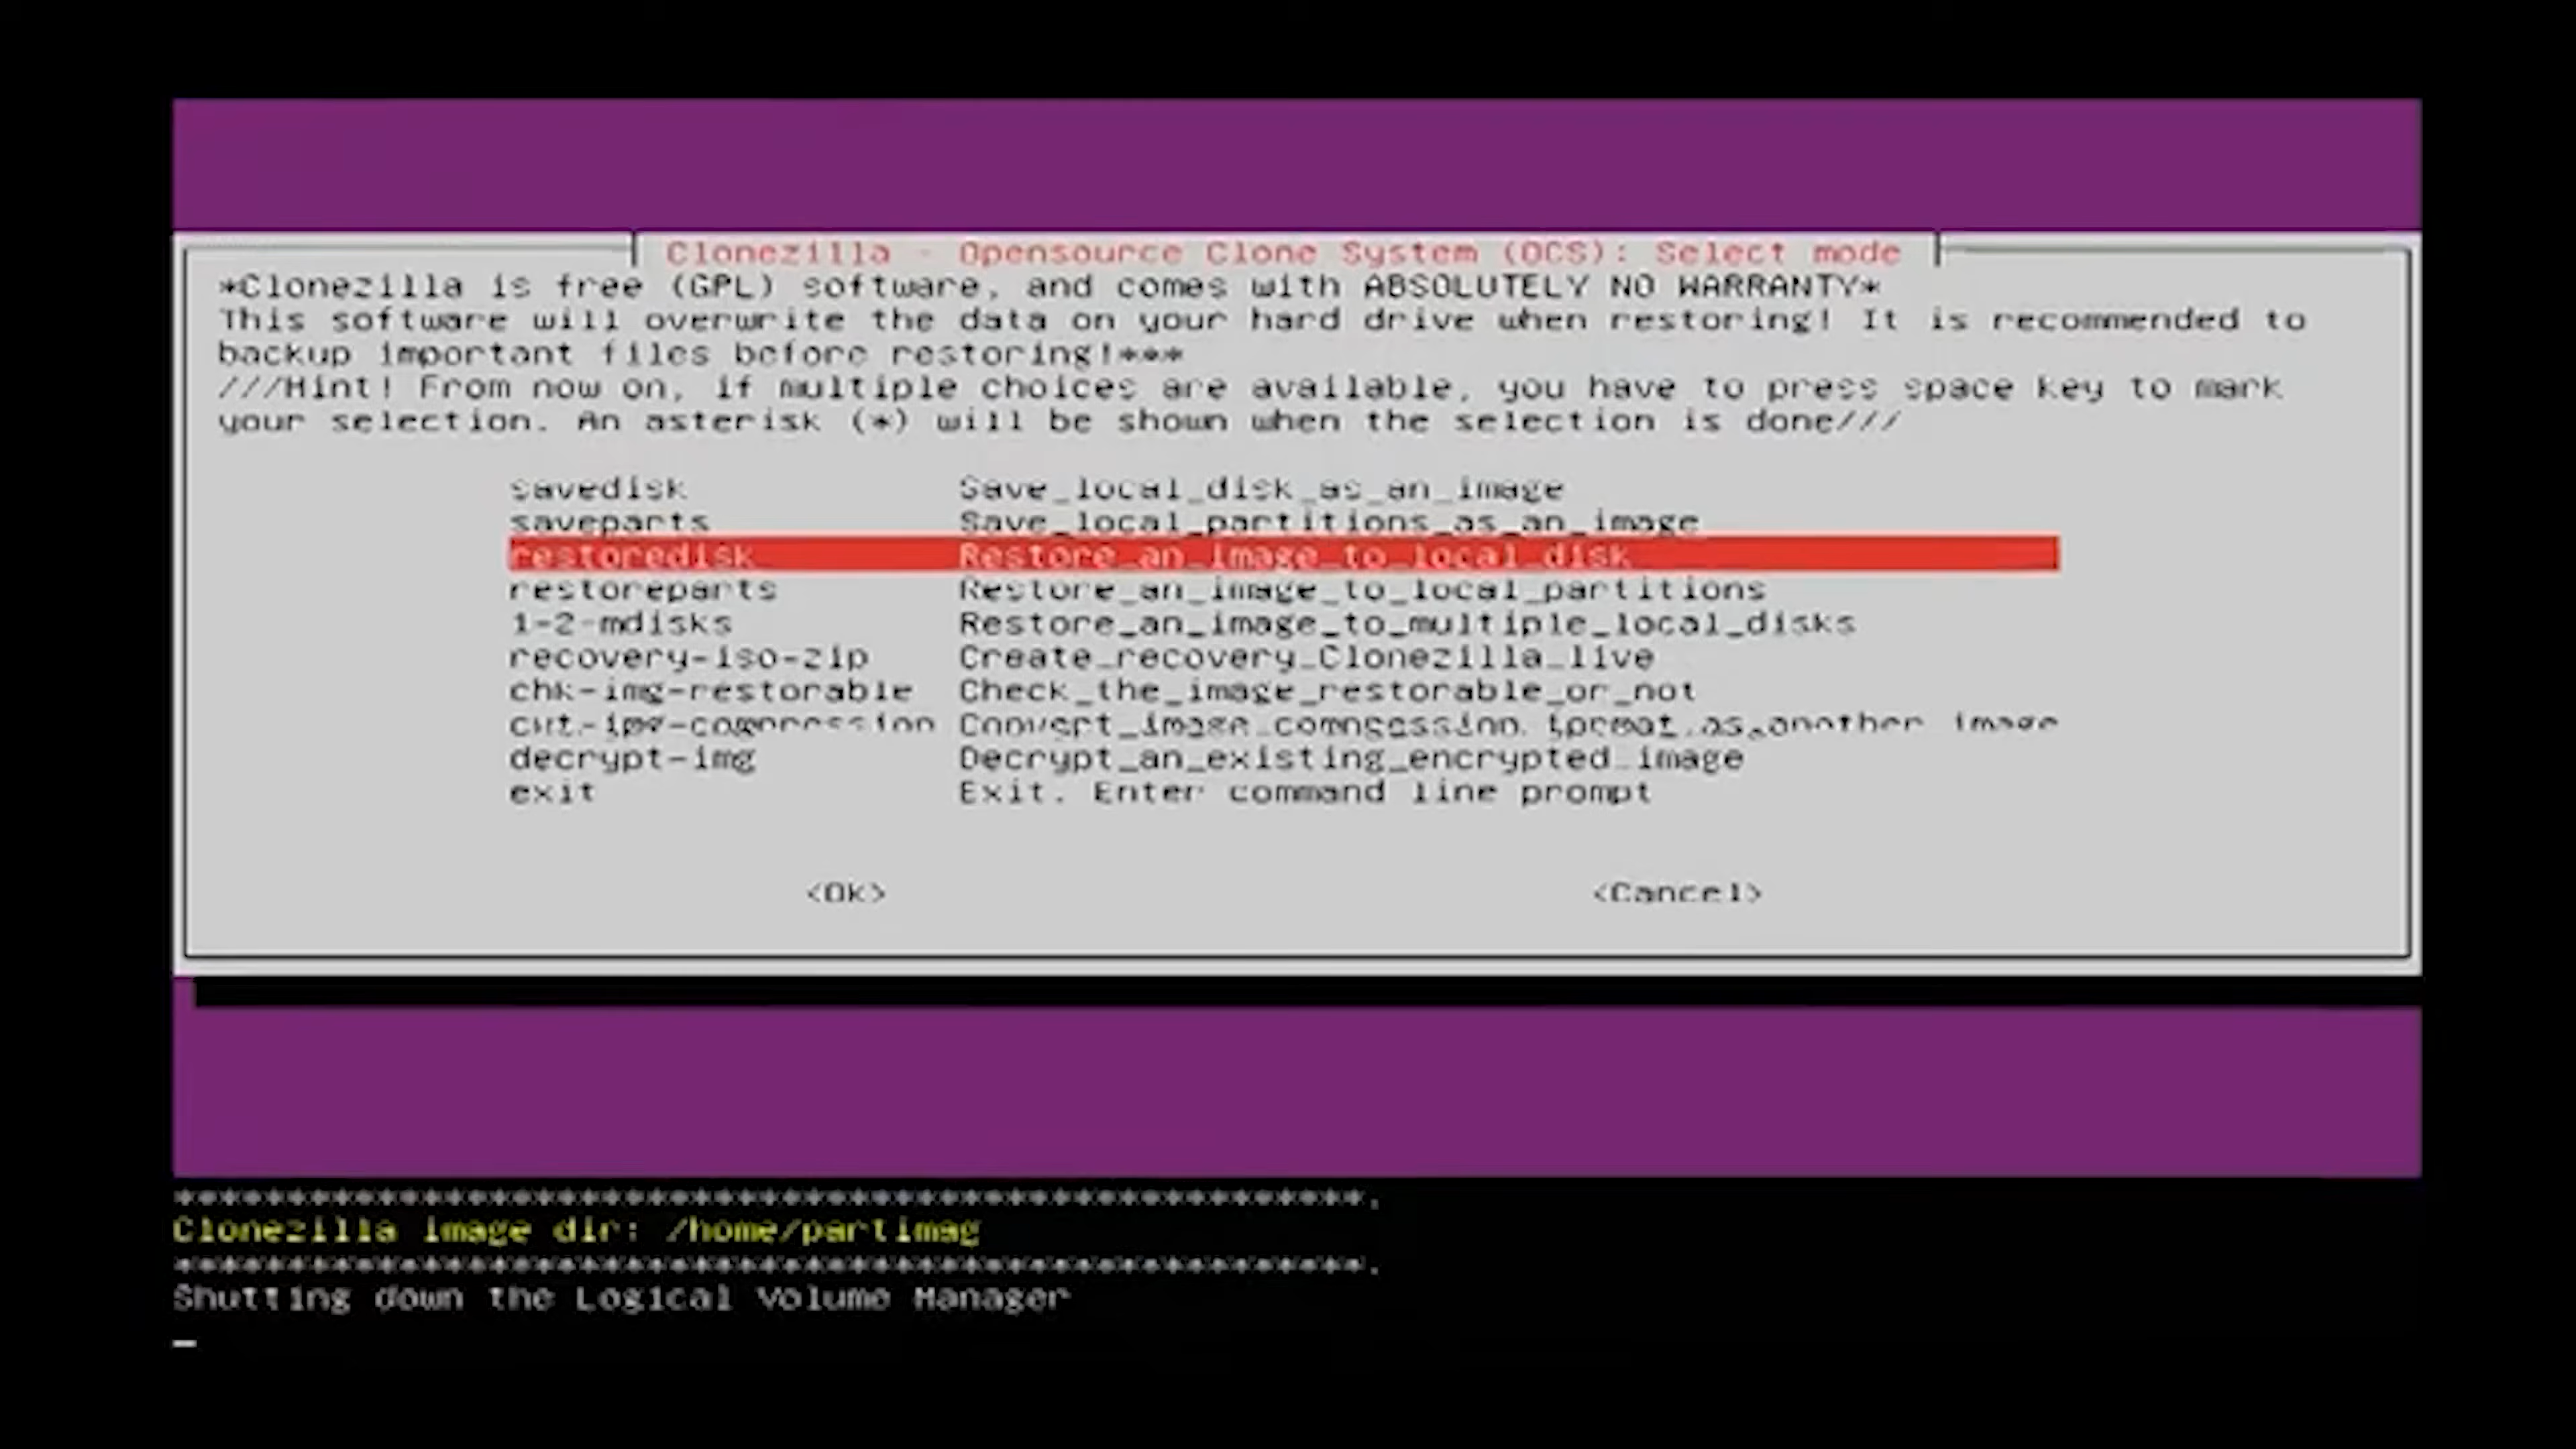 Clonezilla - Opensource Clone System (OCS): Select mode
*Clonezilla is free (GPL) software, and comes with ABSOLUTELY NO WARRANTY*
This software will overwrite the data on your hard drive when restoring! It is recommended to
backup important files before restoring!***
///Hint! From now on, if multiple choices are available, you have to press space key to mark
your selection. An asterisk (*) will be shown when the selection is done///
savedisk Save_local_disk_as_an_image
saveparts Save_local_partitions_as_an_image
restoredisk Restore_an_image_to_local_disk
restoreparts Restore_an_image_to_local_partitions
1-2-mdisks Restore_an_image_to_multiple_local_disks
recovery-iso-zip Create_recovery_Clonezilla_live
chk-img-restorable Check_the_image_restorable_or_not
cvt-img-compression Convert_image_compression_format_as_another_image
decrypt-img Decrypt_an_existing_encrypted_image
exit Exit. Enter command line prompt
<Ok> <Cancel>
*****************************************************.
Clonezilla image dir: /home/partimag
*****************************************************.
Shutting down the Logical Volume Manager